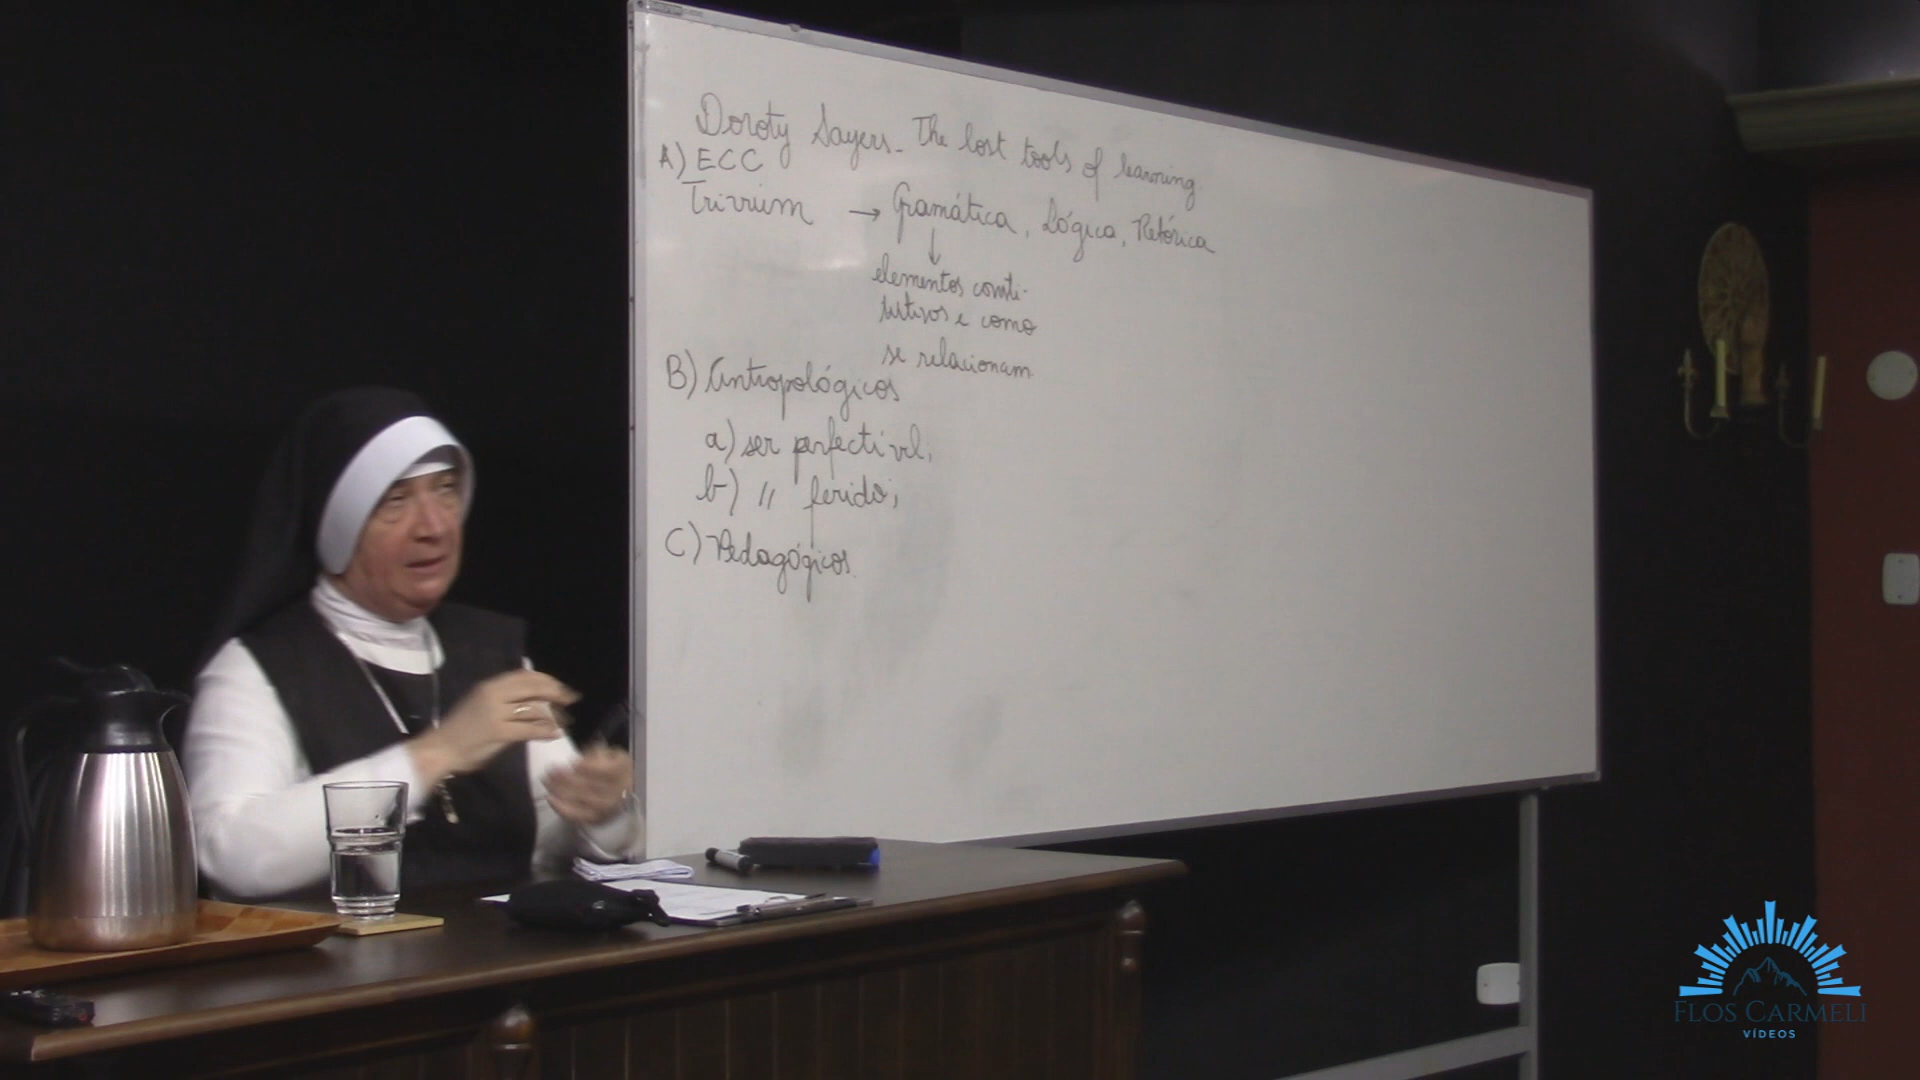 Doroty Sayers - The lost tools of learning
A) ECC
Trivium → Gramática, Lógica, Retórica
↓
elementos consti-
tutivos e como
se relacionam
B) Antropológicos
a) ser perfectível;
b) " ferido;
C) Pedagógicos.
FLOS CARMELI
VÍDEOS